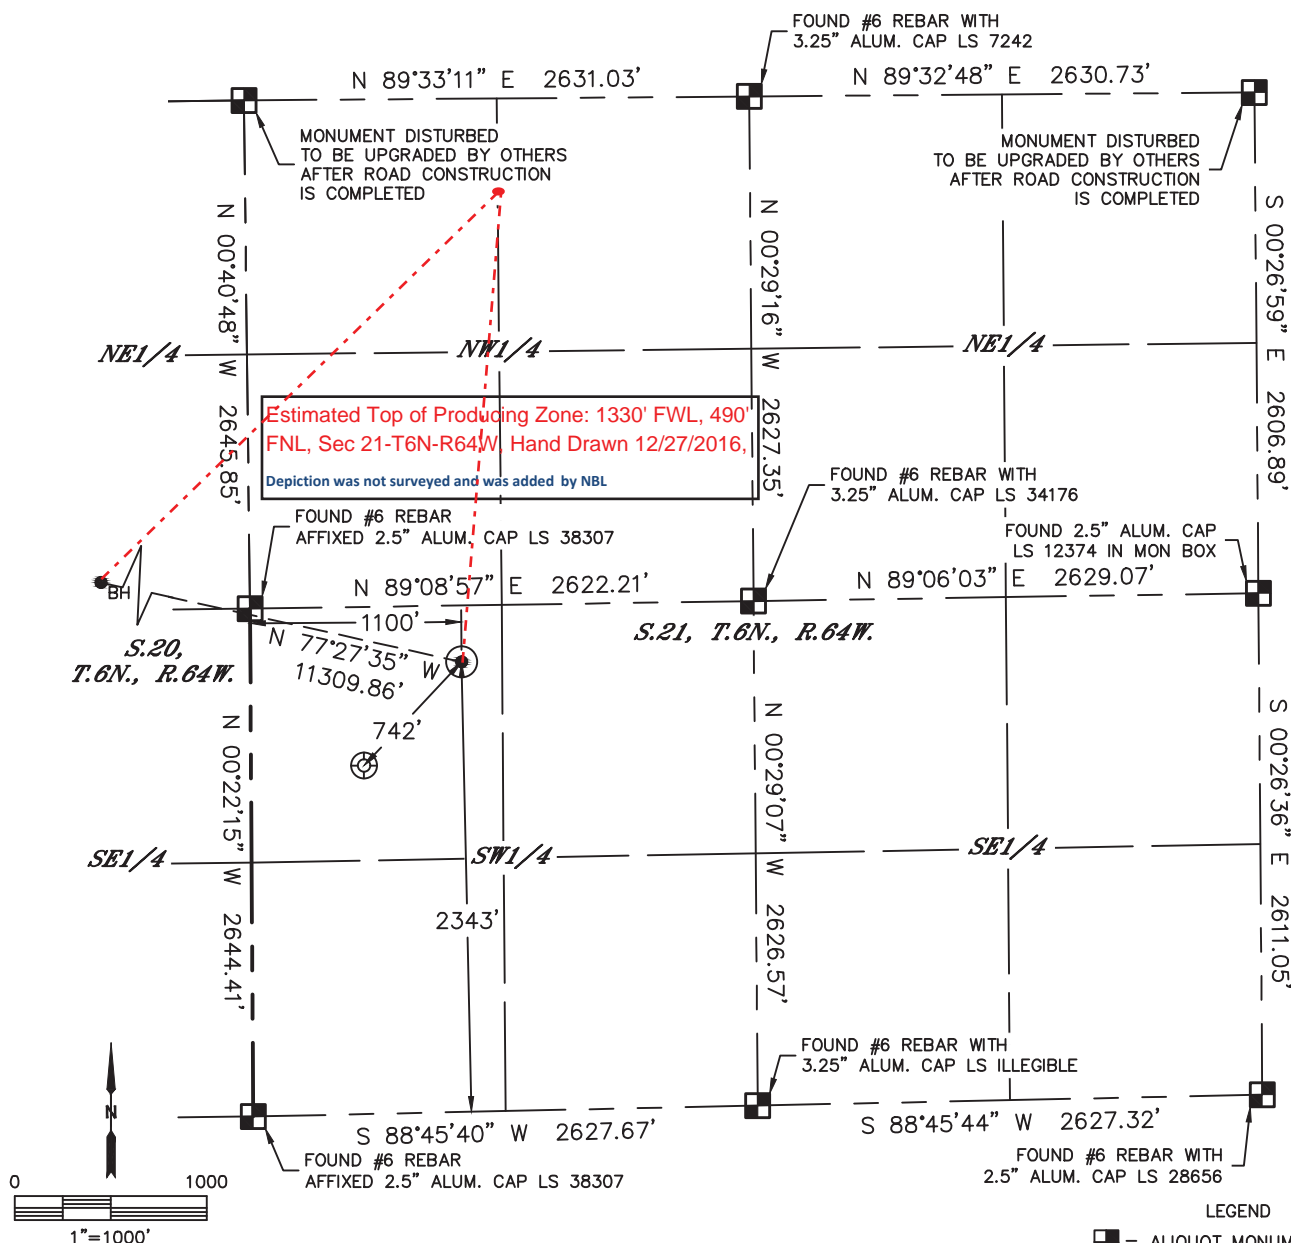 FOUND #6 REBAR WITH
3.25" ALUM. CAP LS 7242
N 89°33'11" E 2631.03'
N 89°32'48" E 2630.73'
MONUMENT DISTURBED
TO BE UPGRADED BY OTHERS
AFTER ROAD CONSTRUCTION
IS COMPLETED
MONUMENT DISTURBED
TO BE UPGRADED BY OTHERS
AFTER ROAD CONSTRUCTION
IS COMPLETED
N 00°40'48" W 2645.85'
N 00°29'16" W 2627.35'
S 00°26'59" E 2606.89'
NE1/4
NW1/4
NE1/4
Estimated Top of Producing Zone: 1330' FWL, 490'
FNL, Sec 21-T6N-R64W, Hand Drawn 12/27/2016,
Depiction was not surveyed and was added by NBL
FOUND #6 REBAR WITH
3.25" ALUM. CAP LS 34176
FOUND #6 REBAR
AFFIXED 2.5" ALUM. CAP LS 38307
FOUND 2.5" ALUM. CAP
LS 12374 IN MON BOX
N 89°08'57" E 2622.21'
N 89°06'03" E 2629.07'
BH
1100'
S.20,
T.6N., R.64W.
S.21, T.6N., R.64W.
N 77°27'35" W
11309.86'
742'
N 00°22'15" W 2644.41'
N 00°29'07" W 2626.57'
S 00°26'36" E 2611.05'
SE1/4
SW1/4
SE1/4
2343'
FOUND #6 REBAR WITH
3.25" ALUM. CAP LS ILLEGIBLE
N
S 88°45'40" W 2627.67'
S 88°45'44" W 2627.32'
FOUND #6 REBAR
AFFIXED 2.5" ALUM. CAP LS 38307
FOUND #6 REBAR WITH
2.5" ALUM. CAP LS 28656
0 1000
1"=1000'
LEGEND
= ALIQUOT MONUM